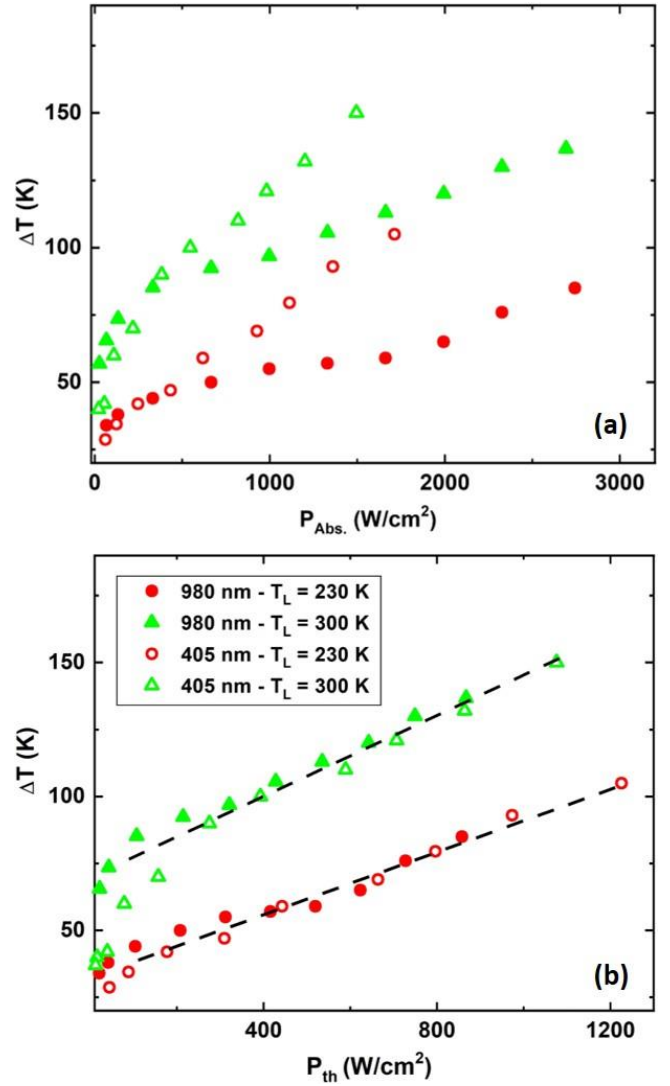 150
100
50
ΔT (K)
(a)
0
1000
2000
3000
P_Abs. (W/cm²)
980 nm - T_L = 230 K
980 nm - T_L = 300 K
405 nm - T_L = 230 K
405 nm - T_L = 300 K
150
100
50
ΔT (K)
(b)
400
800
1200
P_th (W/cm²)